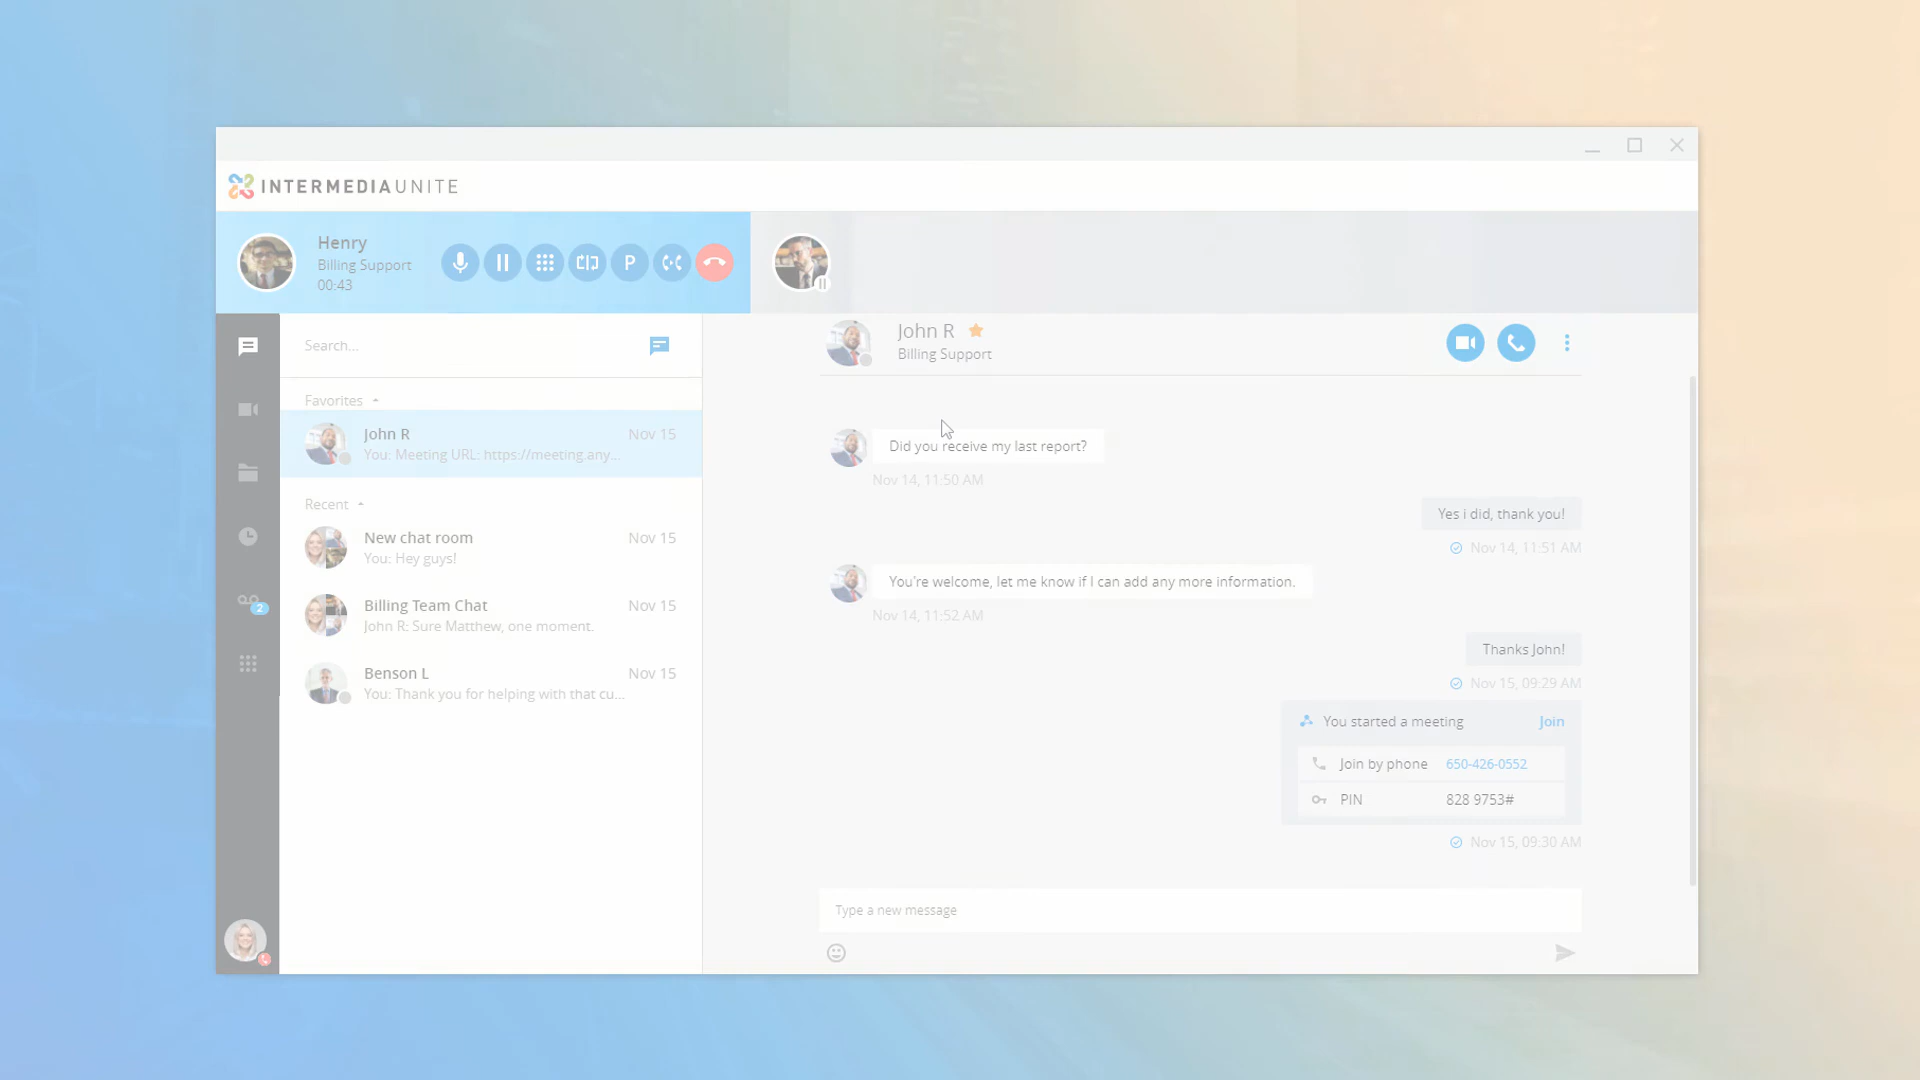 INTERMEDIA UNITE
Henry
Billing Support
00:43
P
Search...
Favorites
John R
Nov 15
You: Meeting URL: https://meeting.any...
Recent
New chat room
Nov 15
You: Hey guys!
2
Billing Team Chat
Nov 15
John R: Sure Matthew, one moment.
Benson L
Nov 15
You: Thank you for helping with that cu...
John R
Billing Support
Did you receive my last report?
Nov 14, 11:50 AM
Yes i did, thank you!
Nov 14, 11:51 AM
You're welcome, let me know if I can add any more information.
Nov 14, 11:52 AM
Thanks John!
Nov 15, 09:29 AM
You started a meeting
Join
Join by phone
650-426-0552
PIN
828 9753#
Nov 15, 09:30 AM
Type a new message